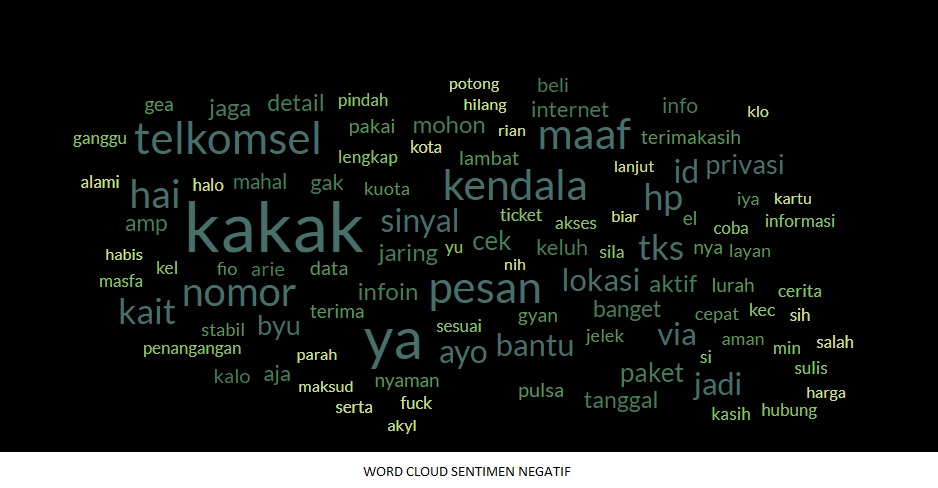 potong beli
gea jaga detail pindah hilang internet info klo
ganggu telkomsel pakai mohon rian maaf terimakasih
lengkap kota lambat lanjut id privasi
alami hai halo mahal gak kuota kendala hp iya kartu
amp kakak sinyal ticket akses biar el coba informasi
habis jaring yu cek keluh sila tks nya layan
masfa kel fio arie data nih lokasi aktif lurah cerita
nomor infoin pesan
kait terima gyan banget cepat kec sih
stabil byu sesuai jelek via aman min salah
penangangan parah ya ayo bantu si
kalo aja maksud nyaman pulsa paket jadi sulis
serta fuck tanggal harga
akyl kasih hubung
WORD CLOUD SENTIMEN NEGATIF